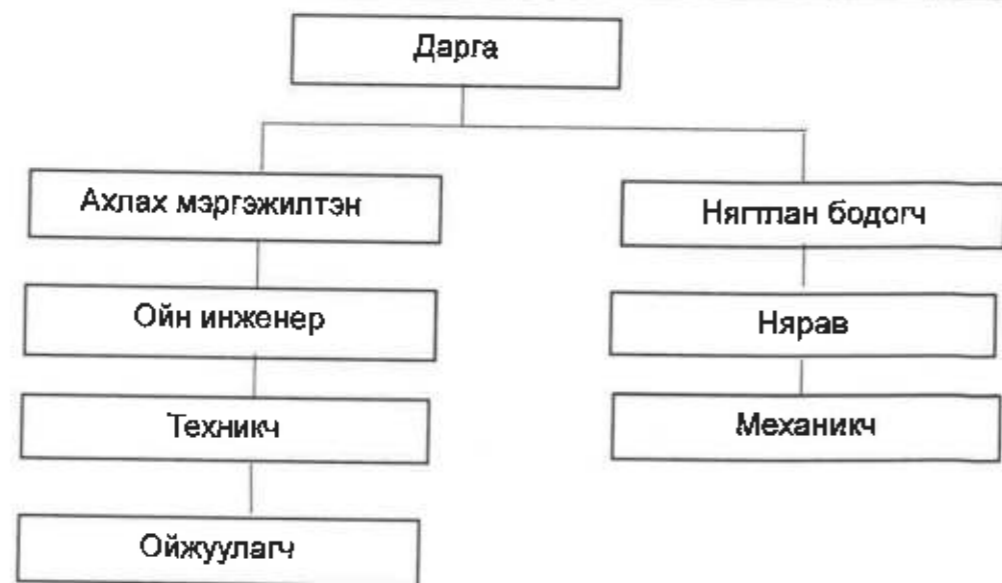 Дарга
Ахлах мэргэжилтэн
Нягтлан бодогч
Ойн инженер
Нярав
Техникч
Механикч
Ойжуулагч